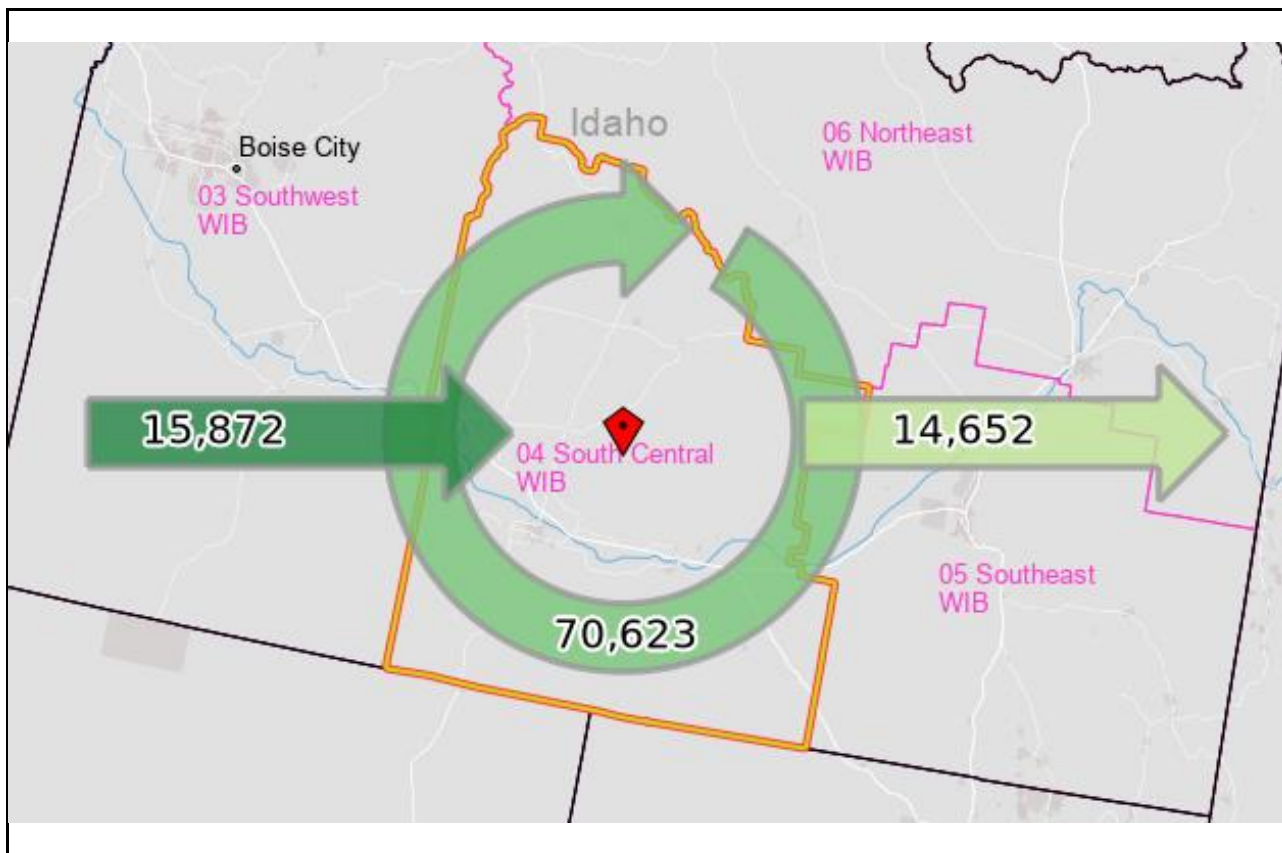 Idaho
06 Northeast
WIB
Boise City
03 Southwest
WIB
15,872
14,652
04 South Central
WIB
05 Southeast
WIB
70,623